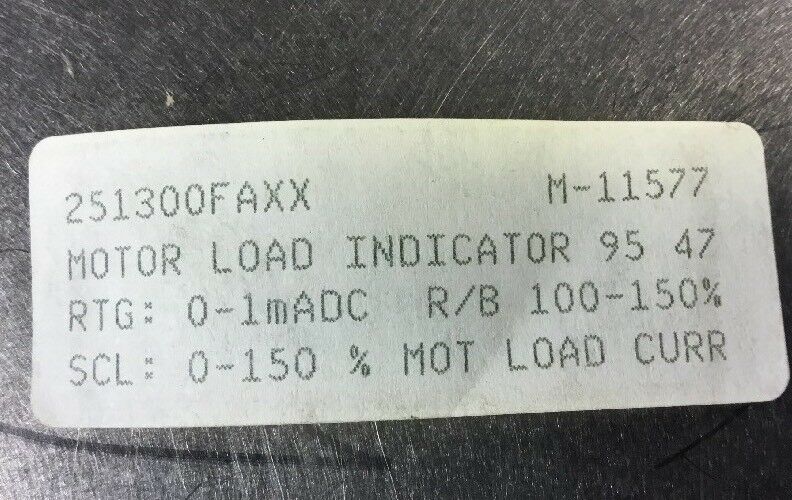 251300FAXX M-11577
MOTOR LOAD INDICATOR 95 47
RTG: 0-1mADC R/B 100-150%
SCL: 0-150 % MOT LOAD CURR